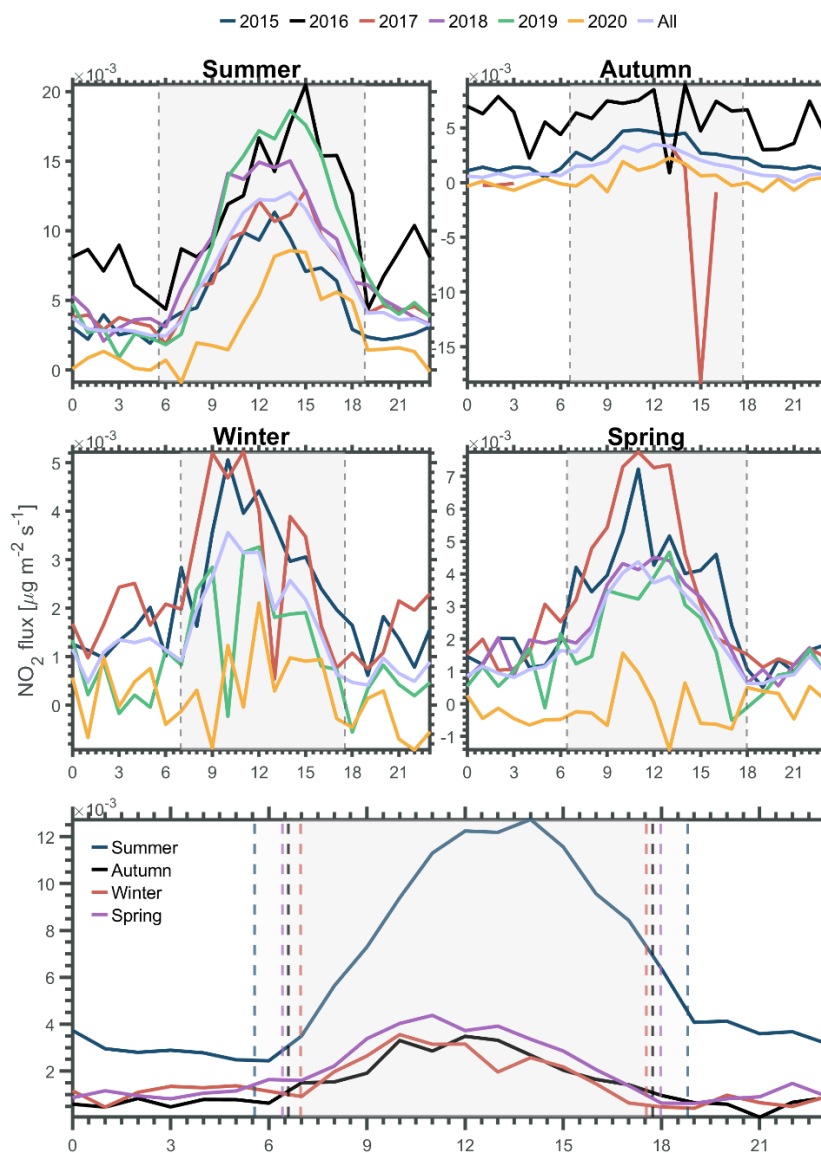 2015 2016 2017 2018 2019 2020 All
×10⁻³ Summer
20
15
10
5
0
0 3 6 9 12 15 18 21
×10⁻³ Autumn
5
0
-5
-10
-15
0 3 6 9 12 15 18 21
NO₂ flux [μg m⁻² s⁻¹]
×10⁻³ Winter
5
4
3
2
1
0
0 3 6 9 12 15 18 21
×10⁻³ Spring
7
6
5
4
3
2
1
0
-1
0 3 6 9 12 15 18 21
×10⁻³
12
10
8
6
4
2
Summer
Autumn
Winter
Spring
0 3 6 9 12 15 18 21